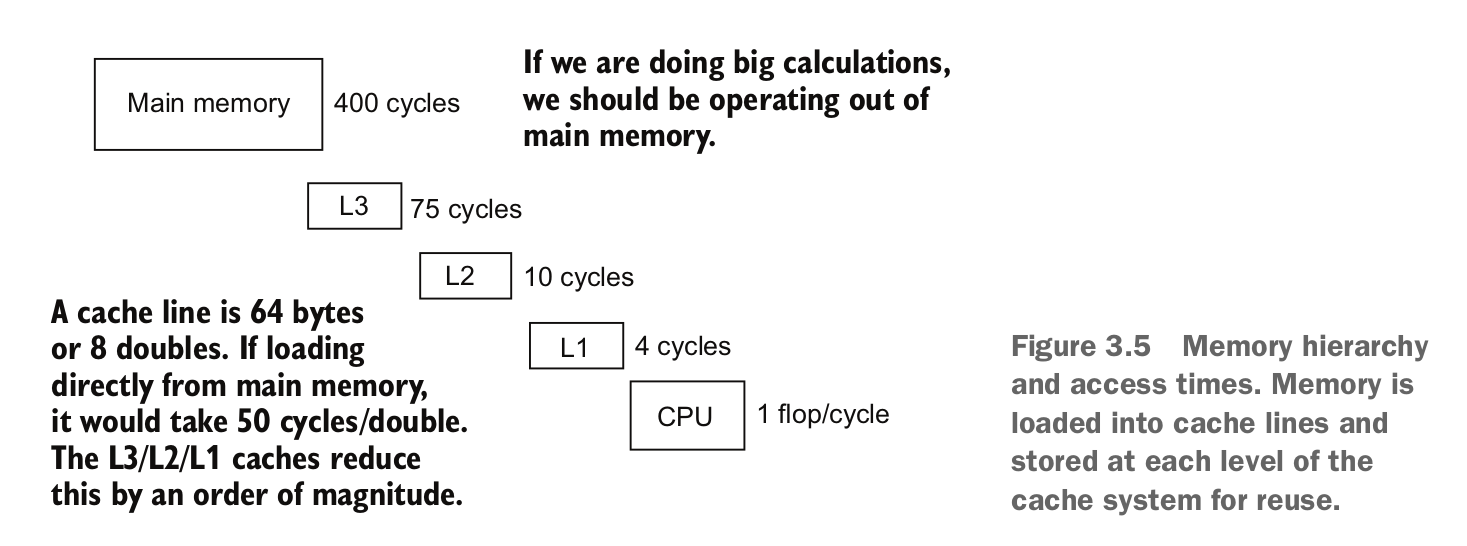 Main memory
400 cycles
If we are doing big calculations,
we should be operating out of
main memory.
L3
75 cycles
L2
10 cycles
A cache line is 64 bytes
or 8 doubles. If loading
directly from main memory,
it would take 50 cycles/double.
The L3/L2/L1 caches reduce
this by an order of magnitude.
L1
4 cycles
CPU
1 flop/cycle
Figure 3.5 Memory hierarchy
and access times. Memory is
loaded into cache lines and
stored at each level of the
cache system for reuse.